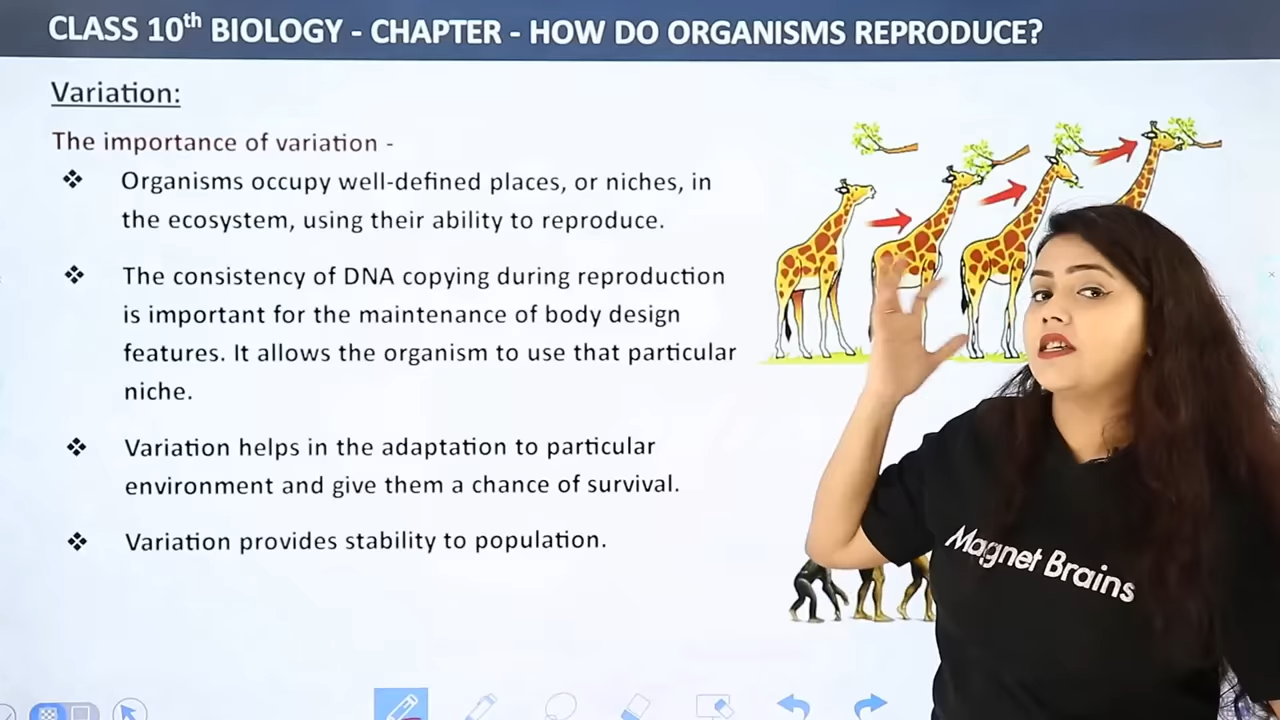 CLASS 10th BIOLOGY - CHAPTER - HOW DO ORGANISMS REPRODUCE?
Variation:
The importance of variation -
❖ Organisms occupy well-defined places, or niches, in
the ecosystem, using their ability to reproduce.
❖ The consistency of DNA copying during reproduction
is important for the maintenance of body design
features. It allows the organism to use that particular
niche.
❖ Variation helps in the adaptation to particular
environment and give them a chance of survival.
❖ Variation provides stability to population.
Magnet Brains